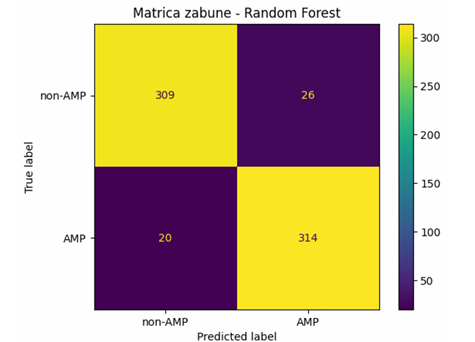 Matrica zabune - Random Forest
non-AMP
309
26
AMP
20
314
True label
non-AMP
AMP
Predicted label
300
250
200
150
100
50